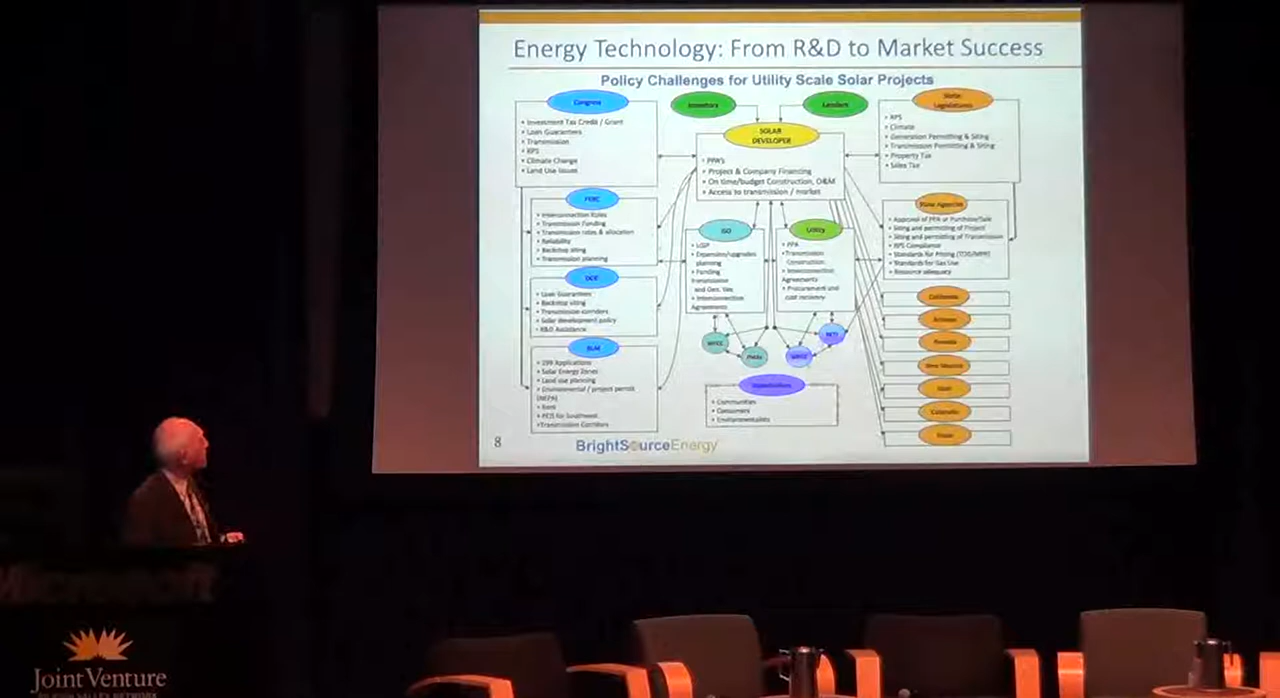 Energy Technology: From R&D to Market Success
Policy Challenges for Utility Scale Solar Projects
Congress
• Investment Tax Credit / Grant
• Loan Guarantees
• Transmission
• RPS
• Climate Change
• Land Use Issues
Investors
Lenders
SOLAR
DEVELOPER
• PPA'S
• Project & Company Financing
• On time/budget Construction, O&M
• Access to transmission / market
State
Legislatures
• RPS
• Climate
• Generation Permitting & Siting
• Transmission Permitting & Siting
• Property Tax
• Sales Tax
FERC
• Interconnection Rules
• Transmission Funding
• Transmission rates & allocation
• Reliability
• Backstop siting
• Transmission planning
DOE
• Loan Guarantees
• Backstop siting
• Transmission corridors
• Solar development policy
• R&D Assistance
BLM
• 299 Applications
• Solar Energy Zones
• Land use planning
• Environmental / project permit
(NEPA)
• Rent
• PEIS for Southwest
•Transmission Corridors
ISO
• LGIP
• Expansion/upgrades
planning
• Funding
Transmission
and Gen. ties
• Interconnection
Agreements
Utility
• PPA
•Transmission
Construction
• Interconnection
Agreements
• Procurement and
cost recovery
State Agencies
• Approval of PPA or Purchase/Sale
• Siting and permitting of Project
• Siting and permitting of Transmission
• RPS Compliance
• Standards for Gas Use
• Resource adequacy
California
Arizona
Nevada
New Mexico
Utah
Colorado
Texas
WECC
RETI
Stakeholders
• Communities
• Consumers
• Environmentalists
8
BrightSourceEnergy
Microsoft
Joint Venture
SILICON VALLEY NETWORK